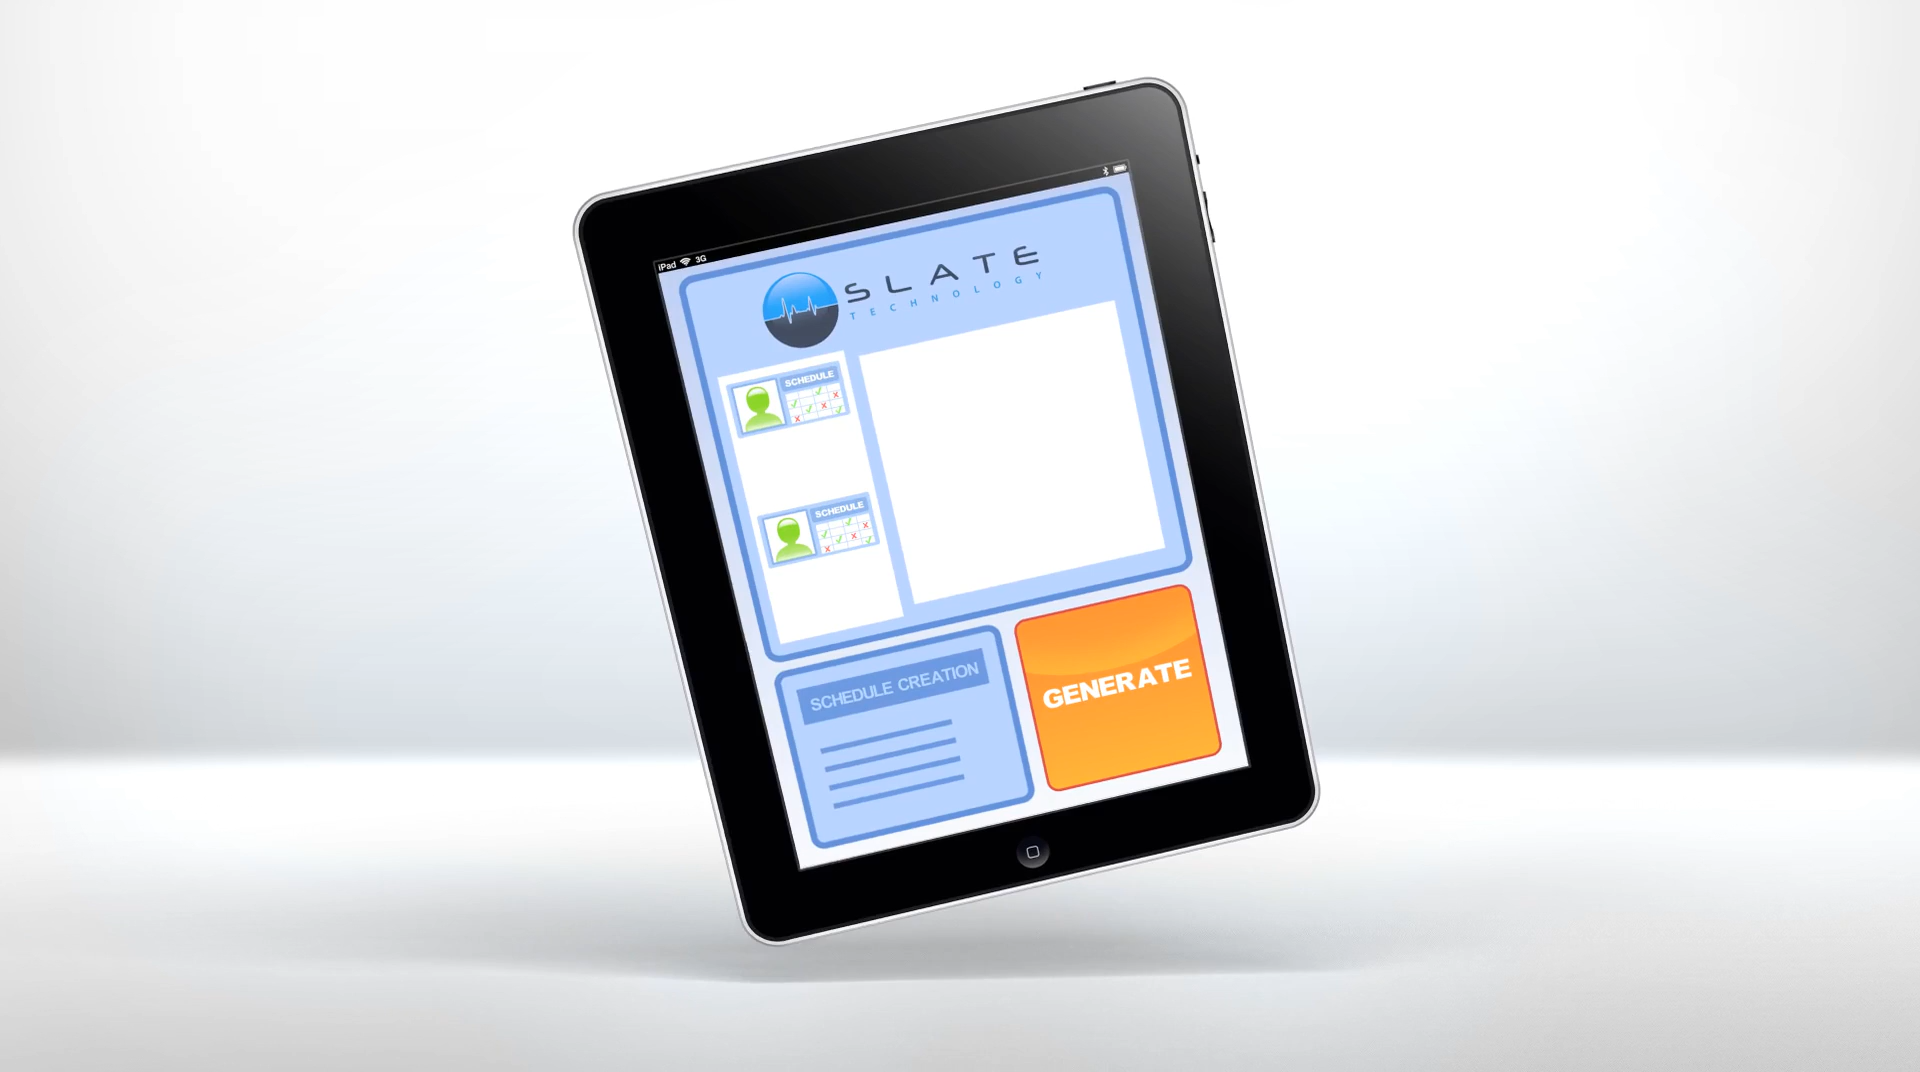 iPad 3G
SLATE
TECHNOLOGY
SCHEDULE
SCHEDULE
SCHEDULE CREATION
GENERATE